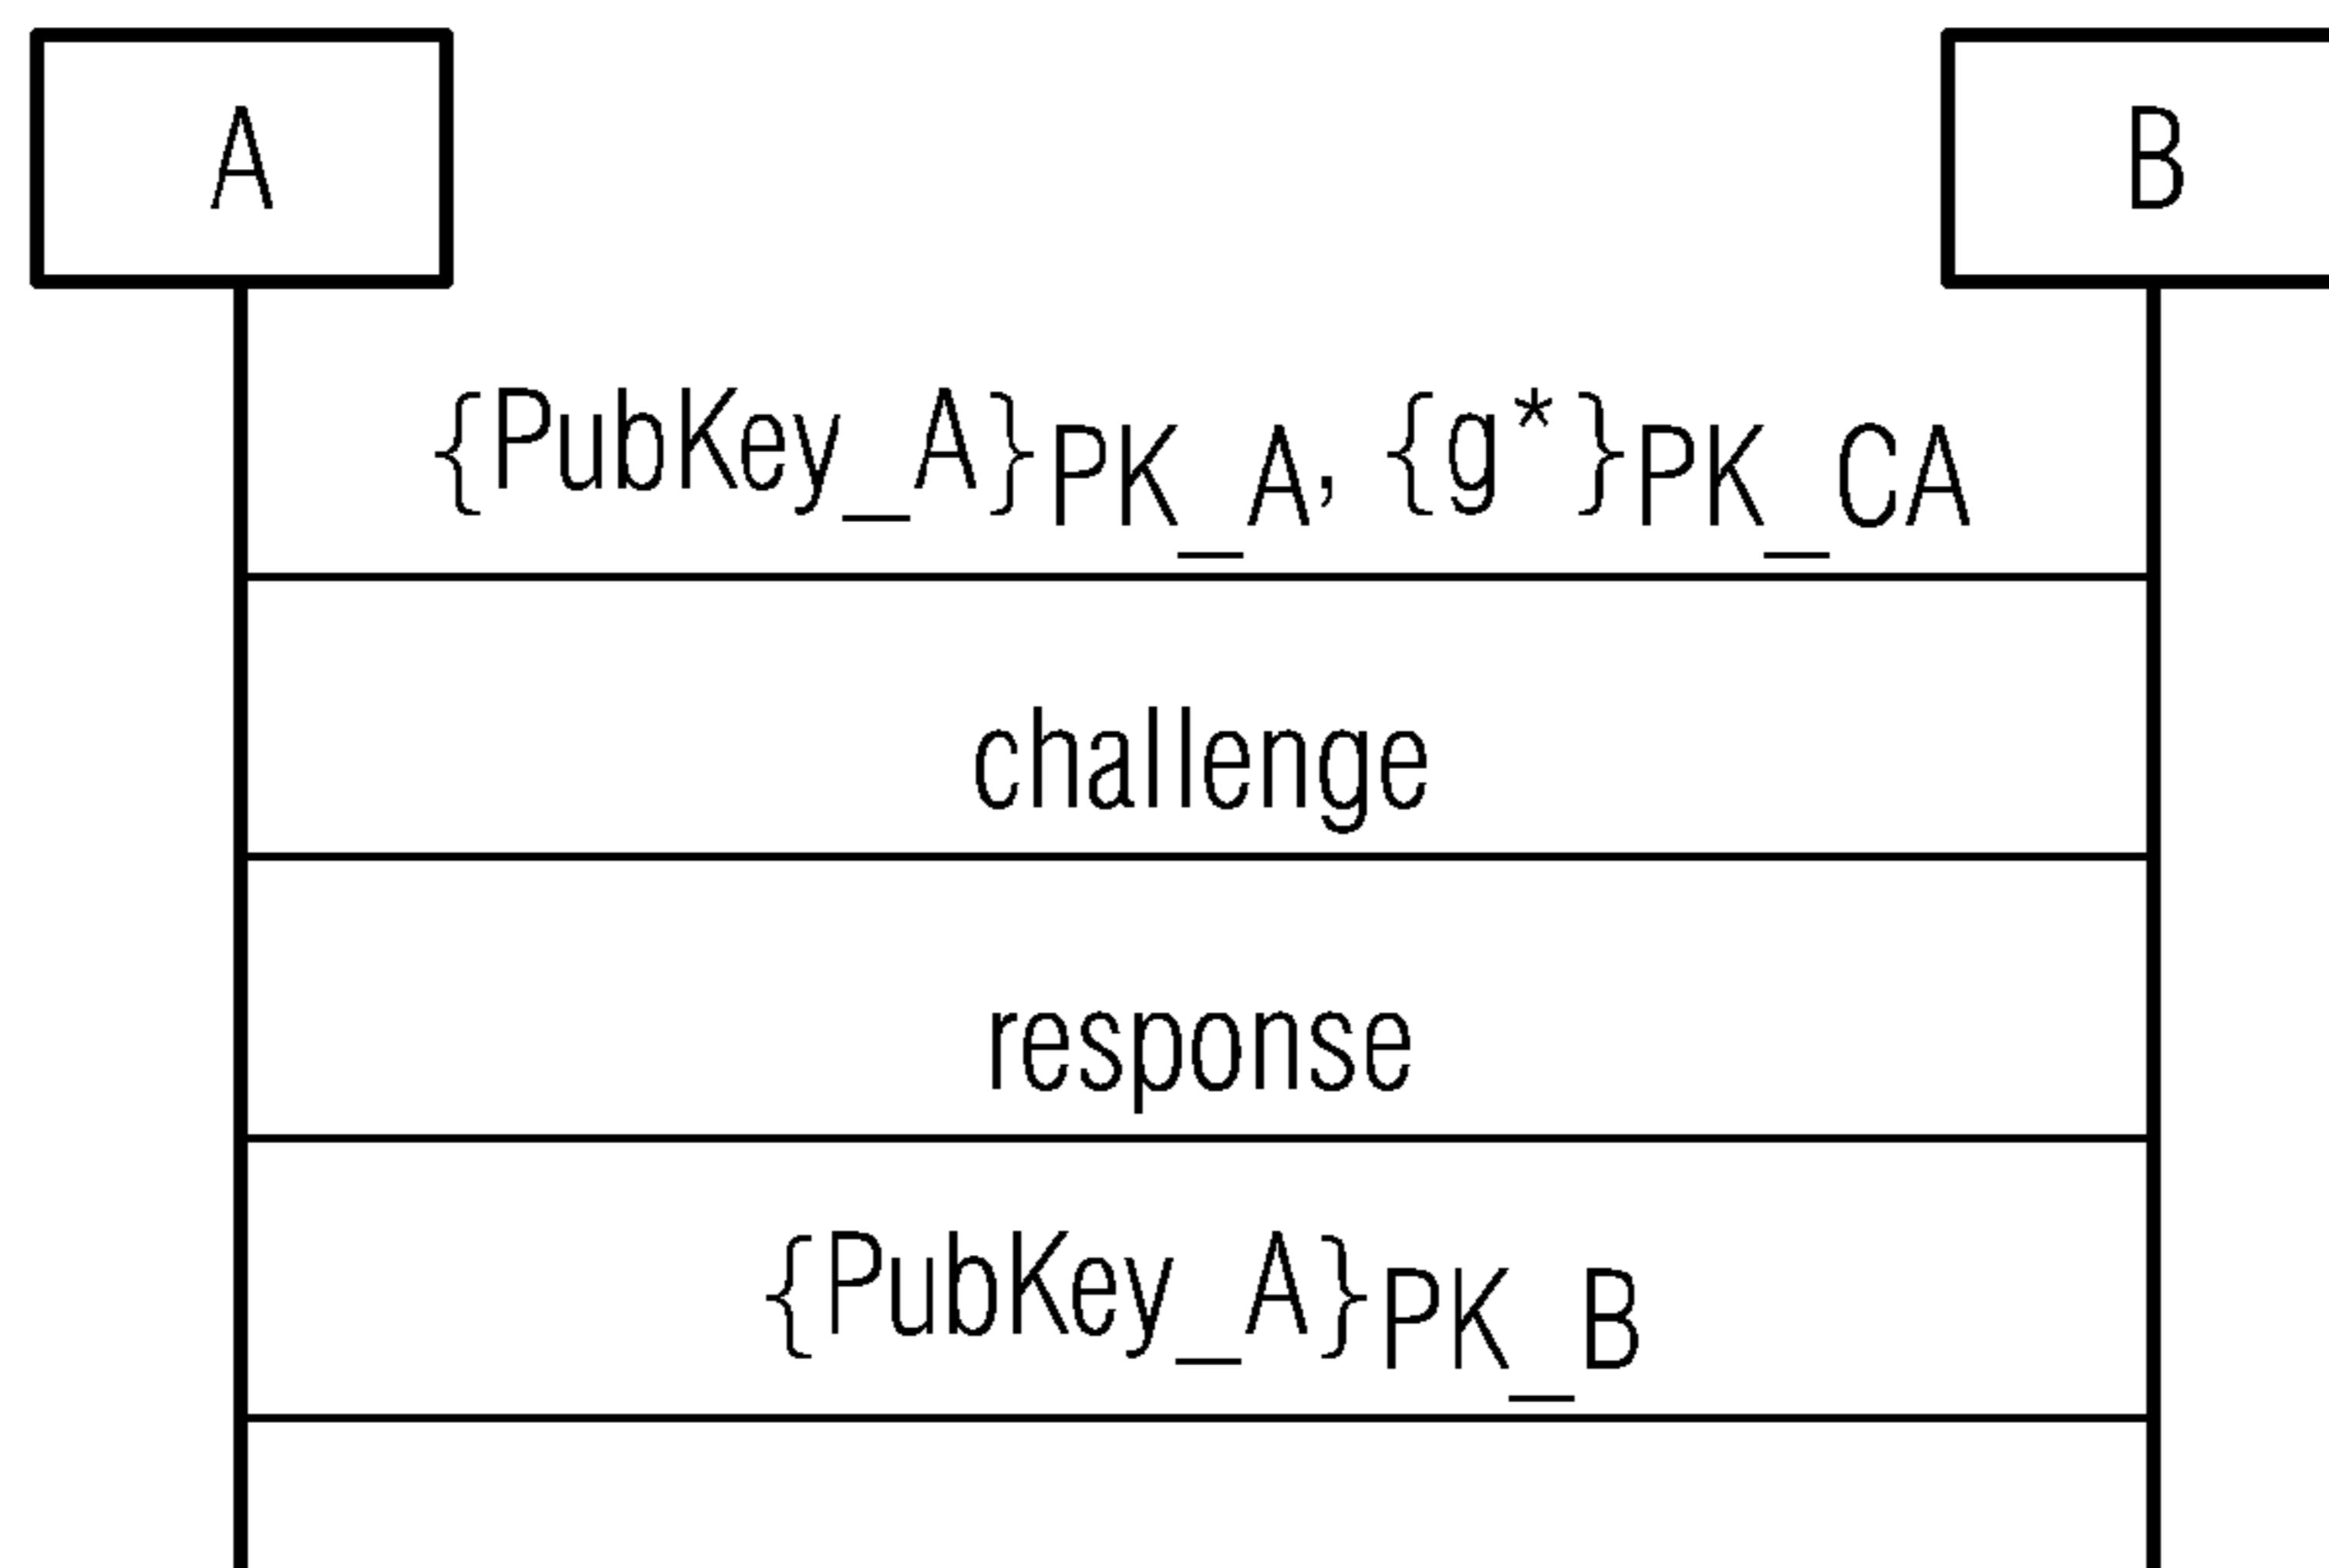 A B
{PubKey_A}PK_A, {g*}PK_CA
challenge
response
{PubKey_A}PK_B